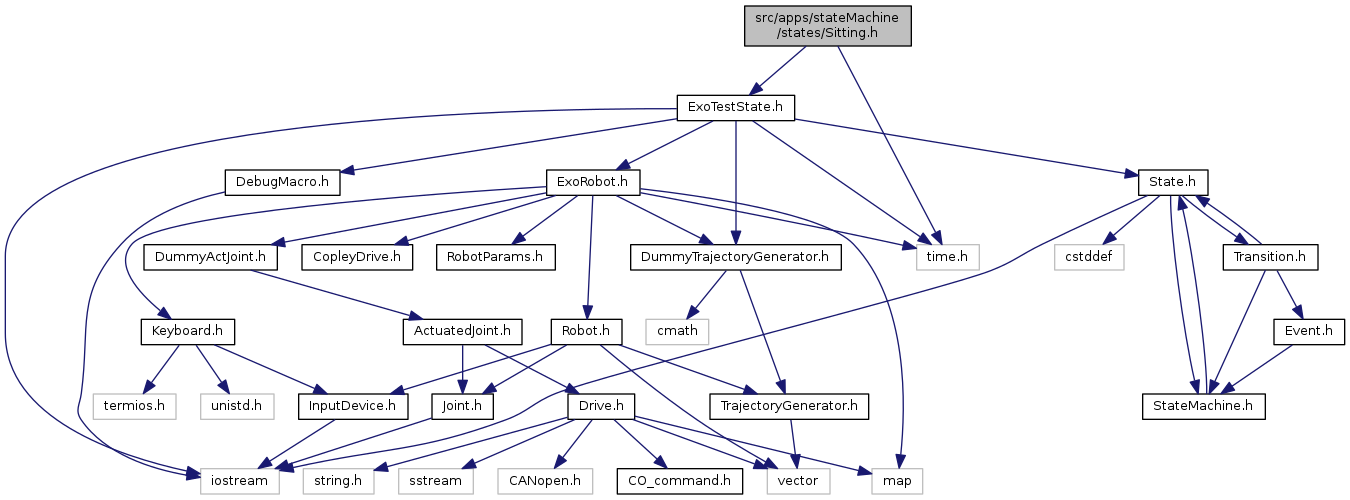 src/apps/stateMachine
/states/Sitting.h
ExoTestState.h
DebugMacro.h
ExoRobot.h
State.h
DummyActJoint.h
CopleyDrive.h
RobotParams.h
DummyTrajectoryGenerator.h
time.h
cstddef
Transition.h
Keyboard.h
ActuatedJoint.h
Robot.h
cmath
Event.h
termios.h
unistd.h
InputDevice.h
Joint.h
Drive.h
TrajectoryGenerator.h
StateMachine.h
iostream
string.h
sstream
CANopen.h
CO_command.h
vector
map